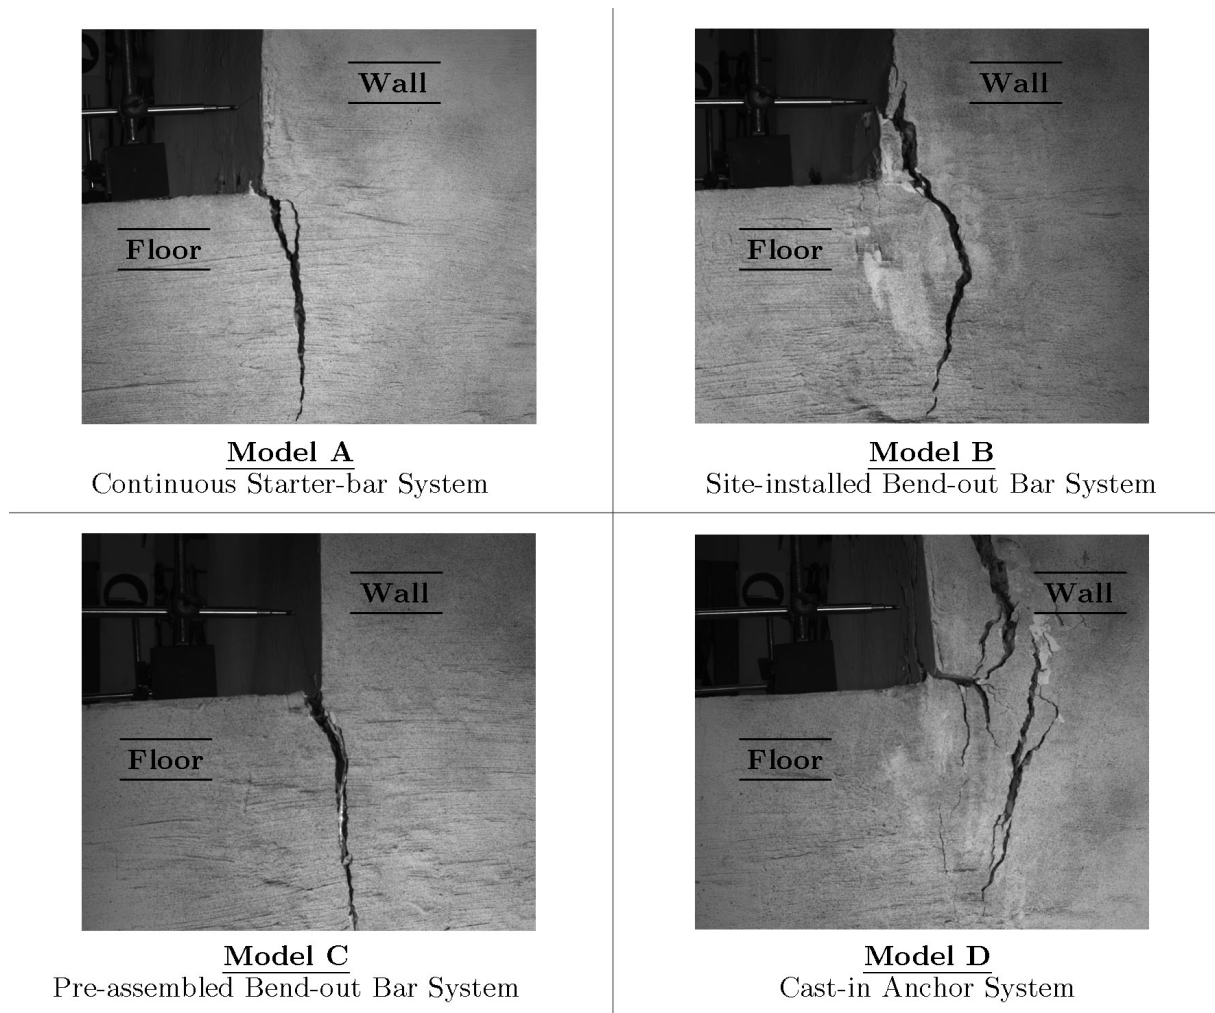 Wall
Floor
Model A
Continuous Starter-bar System
Wall
Floor
Model B
Site-installed Bend-out Bar System
Wall
Floor
Model C
Pre-assembled Bend-out Bar System
Wall
Floor
Model D
Cast-in Anchor System